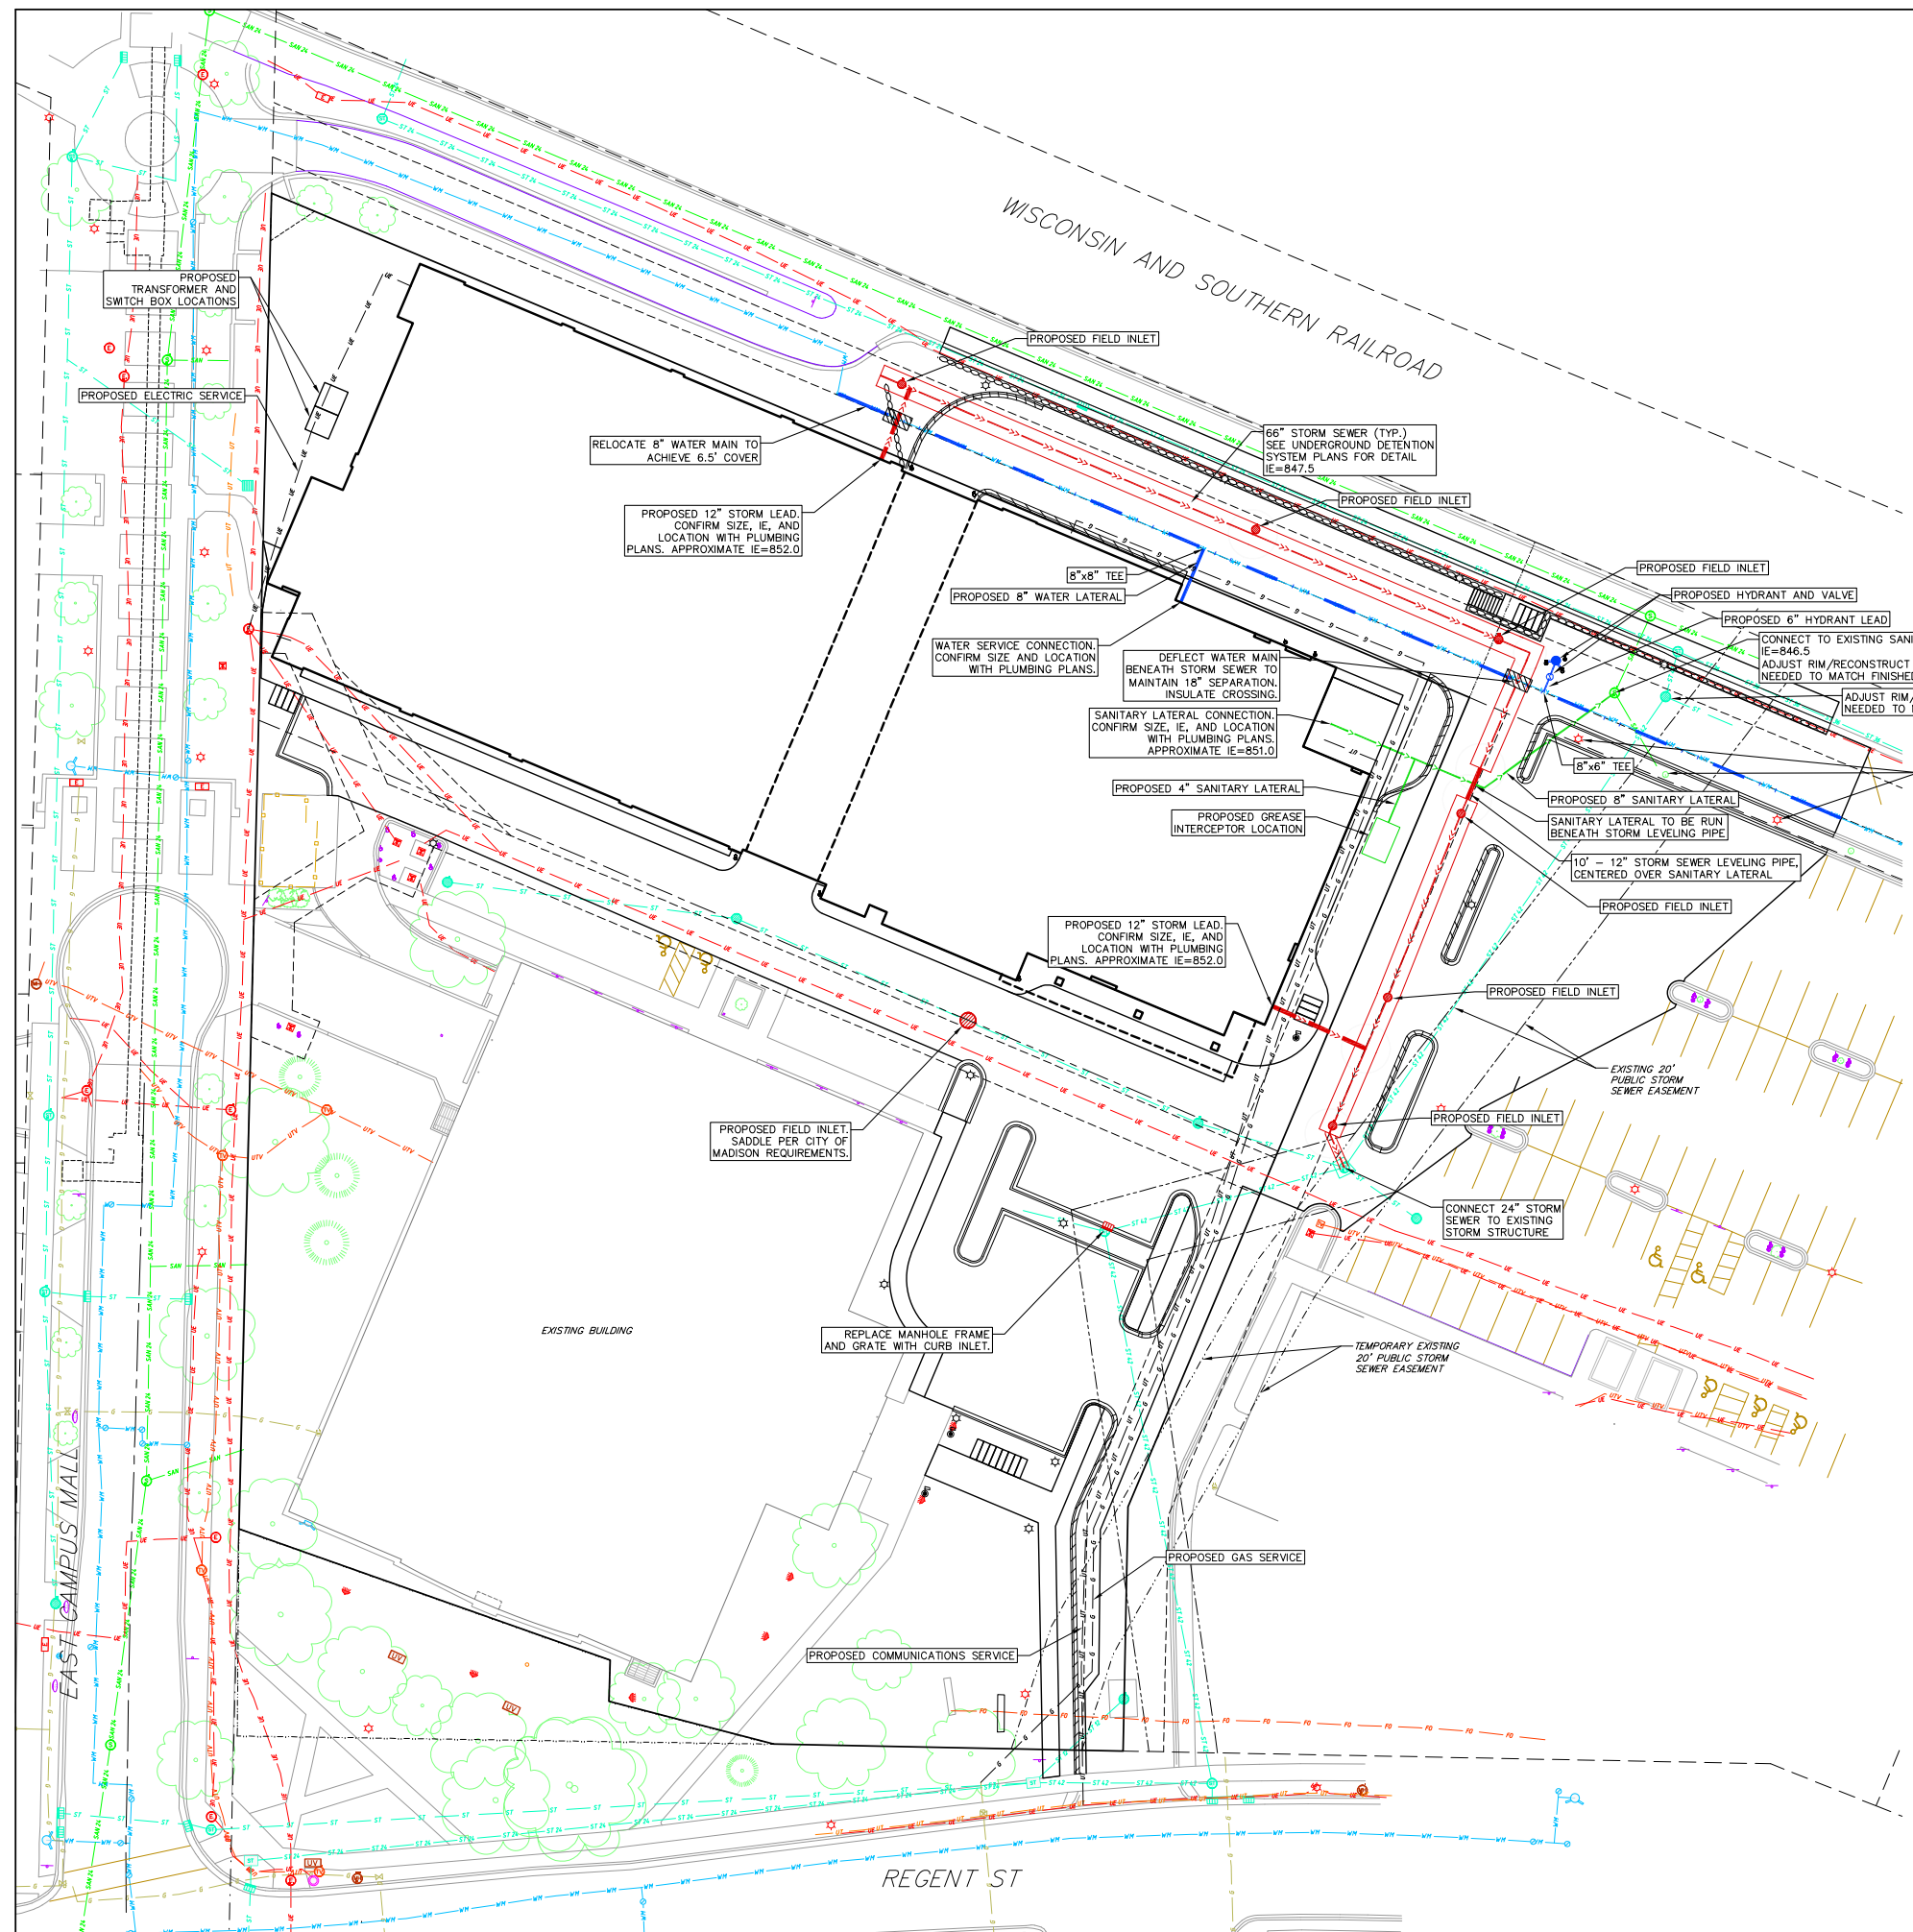 WISCONSIN AND SOUTHERN RAILROAD
PROPOSED
TRANSFORMER AND
SWITCH BOX LOCATIONS
PROPOSED ELECTRIC SERVICE
PROPOSED FIELD INLET
RELOCATE 8" WATER MAIN TO
ACHIEVE 6.5' COVER
66" STORM SEWER (TYP.)
SEE UNDERGROUND DETENTION
SYSTEM PLANS FOR DETAIL
IE=847.5
PROPOSED FIELD INLET
PROPOSED 12" STORM LEAD.
CONFIRM SIZE, IE, AND
LOCATION WITH PLUMBING
PLANS. APPROXIMATE IE=852.0
8"x8" TEE
PROPOSED 8" WATER LATERAL
PROPOSED FIELD INLET
PROPOSED HYDRANT AND VALVE
PROPOSED 6" HYDRANT LEAD
CONNECT TO EXISTING SANI
IE=846.5
ADJUST RIM/RECONSTRUCT
NEEDED TO MATCH FINISHED
ADJUST RIM/
NEEDED TO
WATER SERVICE CONNECTION.
CONFIRM SIZE AND LOCATION
WITH PLUMBING PLANS.
DEFLECT WATER MAIN
BENEATH STORM SEWER TO
MAINTAIN 18" SEPARATION.
INSULATE CROSSING.
SANITARY LATERAL CONNECTION.
CONFIRM SIZE, IE, AND LOCATION
WITH PLUMBING PLANS.
APPROXIMATE IE=851.0
8"x6" TEE
PROPOSED 4" SANITARY LATERAL
PROPOSED 8" SANITARY LATERAL
PROPOSED GREASE
INTERCEPTOR LOCATION
SANITARY LATERAL TO BE RUN
BENEATH STORM LEVELING PIPE
10' - 12" STORM SEWER LEVELING PIPE,
CENTERED OVER SANITARY LATERAL
PROPOSED FIELD INLET
PROPOSED 12" STORM LEAD.
CONFIRM SIZE, IE, AND
LOCATION WITH PLUMBING
PLANS. APPROXIMATE IE=852.0
PROPOSED FIELD INLET
EXISTING 20'
PUBLIC STORM
SEWER EASEMENT
PROPOSED FIELD INLET.
SADDLE PER CITY OF
MADISON REQUIREMENTS.
PROPOSED FIELD INLET
CONNECT 24" STORM
SEWER TO EXISTING
STORM STRUCTURE
EXISTING BUILDING
REPLACE MANHOLE FRAME
AND GRATE WITH CURB INLET.
TEMPORARY EXISTING
20' PUBLIC STORM
SEWER EASEMENT
EAST CAMPUS MALL
PROPOSED GAS SERVICE
PROPOSED COMMUNICATIONS SERVICE
REGENT ST